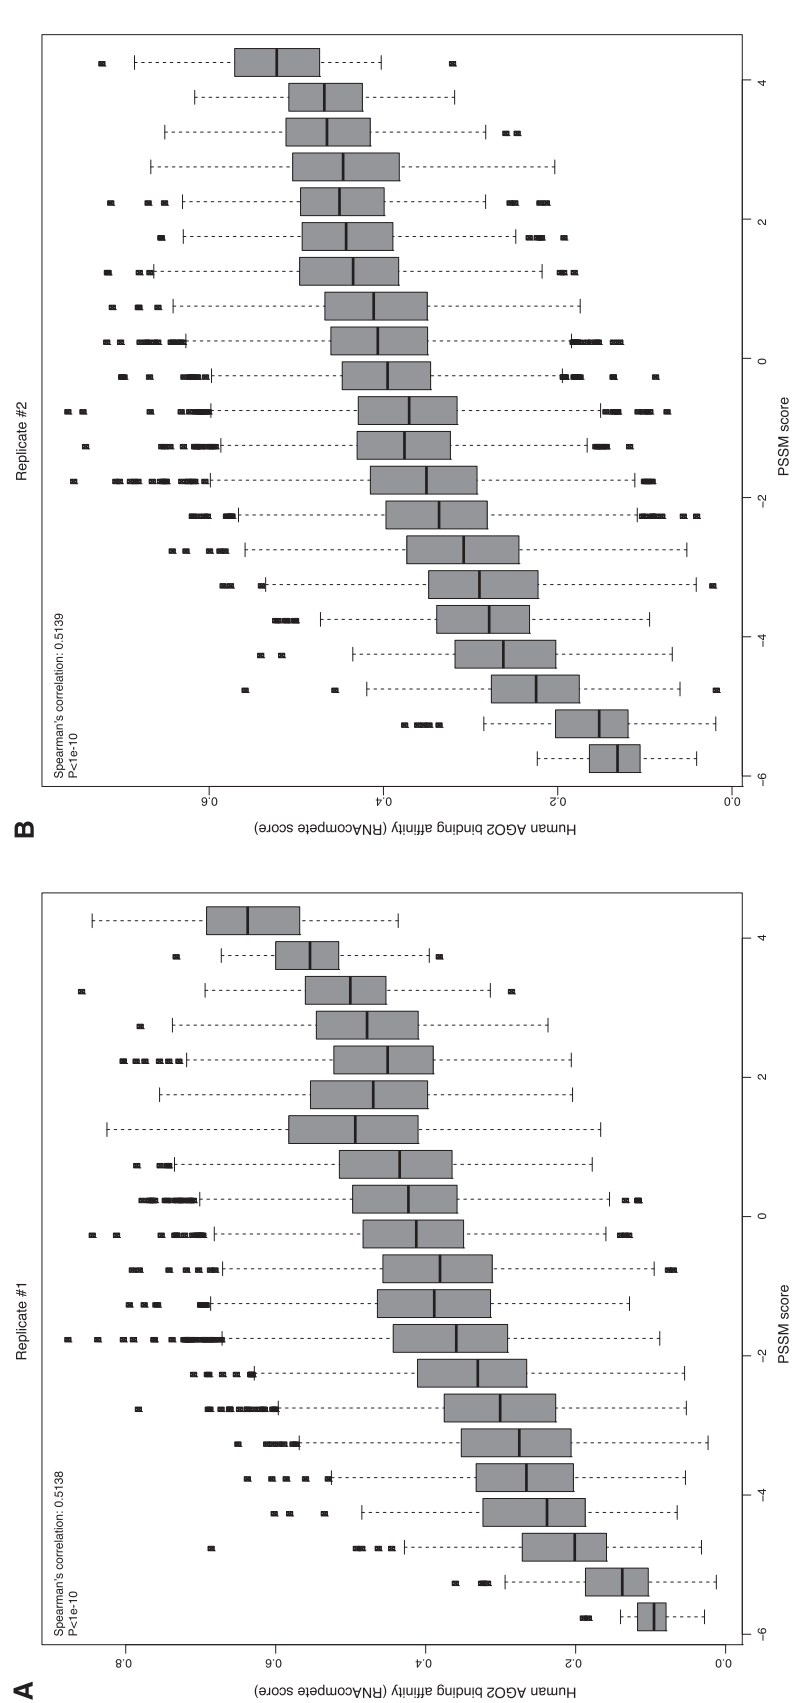 A
Replicate #1
Spearman's correlation: 0.5138
P<1e-10
Human AGO2 binding affinity (RNAcompete score)
0.8
0.6
0.4
0.2
0.0
-6
-4
-2
0
2
4
PSSM score
B
Replicate #2
Spearman's correlation: 0.5139
P<1e-10
Human AGO2 binding affinity (RNAcompete score)
0.6
0.4
0.2
0.0
-6
-4
-2
0
2
4
PSSM score